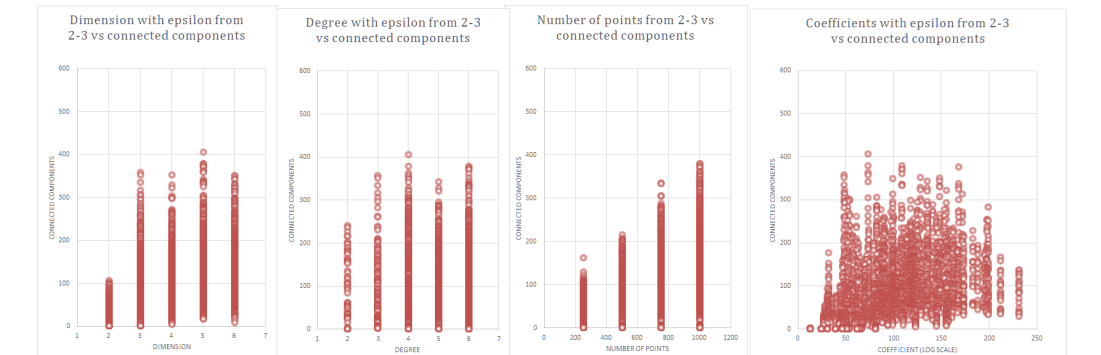 Dimension with epsilon from
2-3 vs connected components
600
500
400
300
200
100
0
1 2 3 4 5 6 7
CONNECTED COMPONENTS
DIMENSION
Degree with epsilon from 2-3
vs connected components
600
500
400
300
200
100
0
1 2 3 4 5 6 7
CONNECTED COMPONENTS
DEGREE
Number of points from 2-3 vs
connected components
600
500
400
300
200
100
0
0 200 400 600 800 1000 1200
CONNECTED COMPONENTS
NUMBER OF POINTS
Coefficients with epsilon from 2-3
vs connected components
600
500
400
300
200
100
0
0 50 100 150 200 250
CONNECTED COMPONENTS
COEFFICIENT (LOG SCALE)